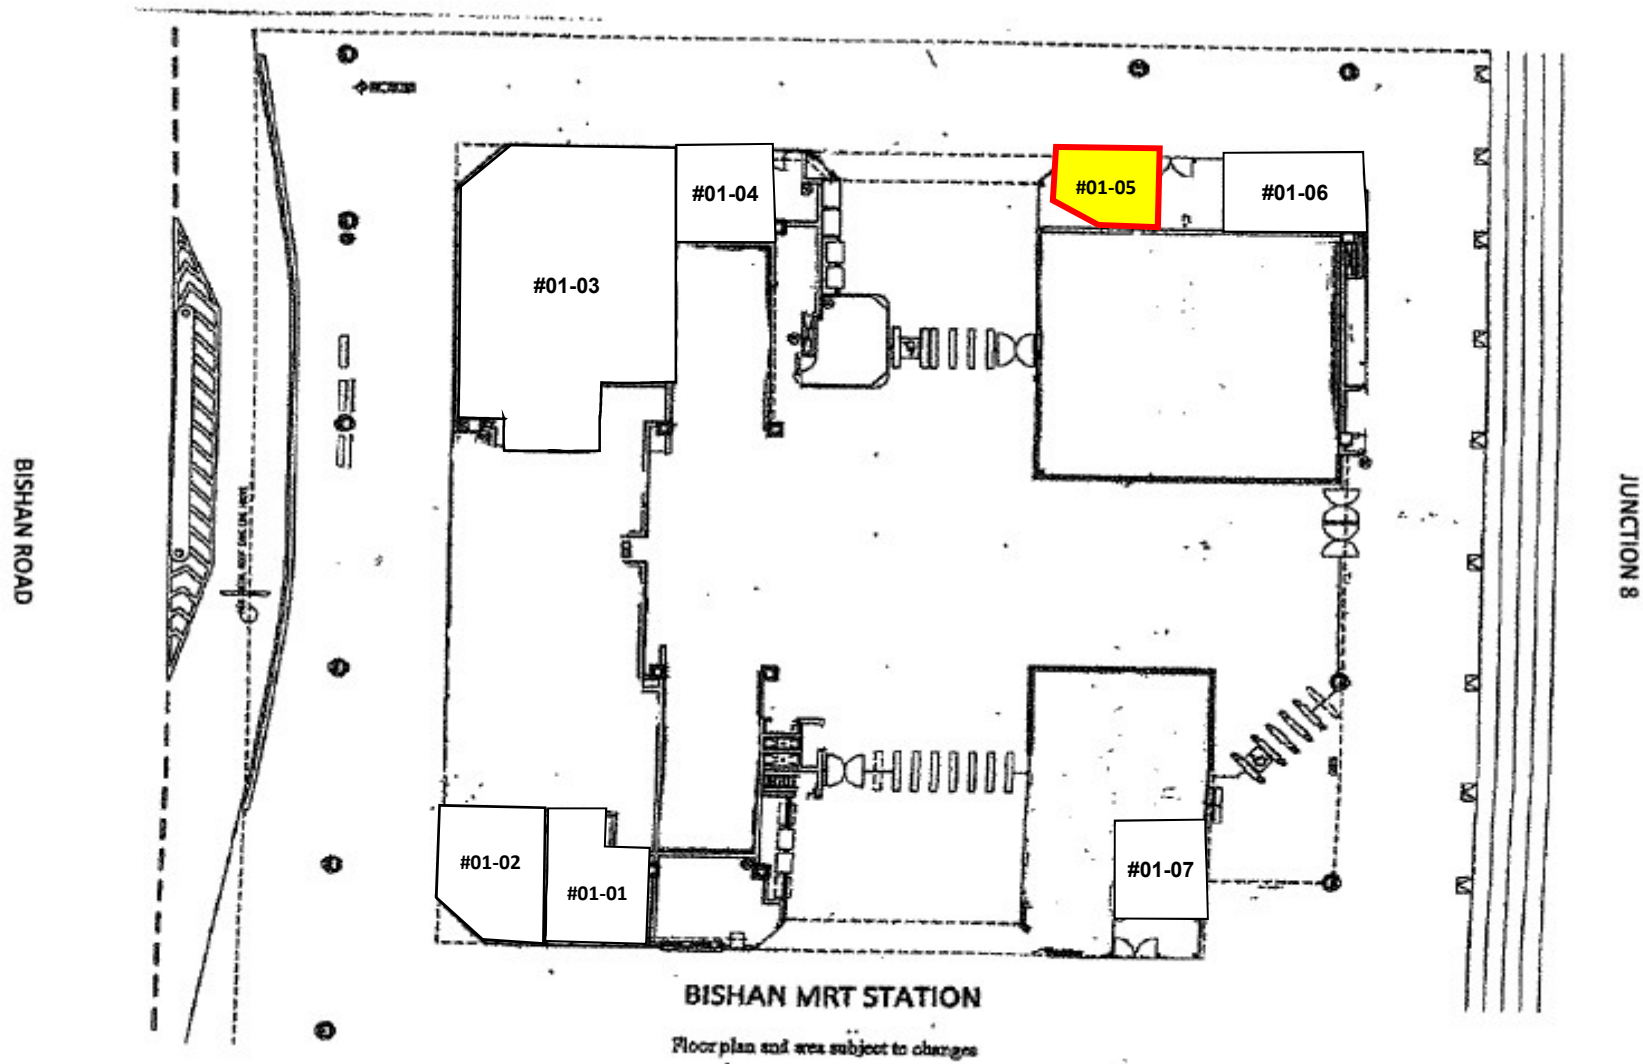 #01-04
#01-05
#01-06
#01-03
BISHAN ROAD
JUNCTION 8
#01-02
#01-01
#01-07
BISHAN MRT STATION
Floor plan and area subject to changes